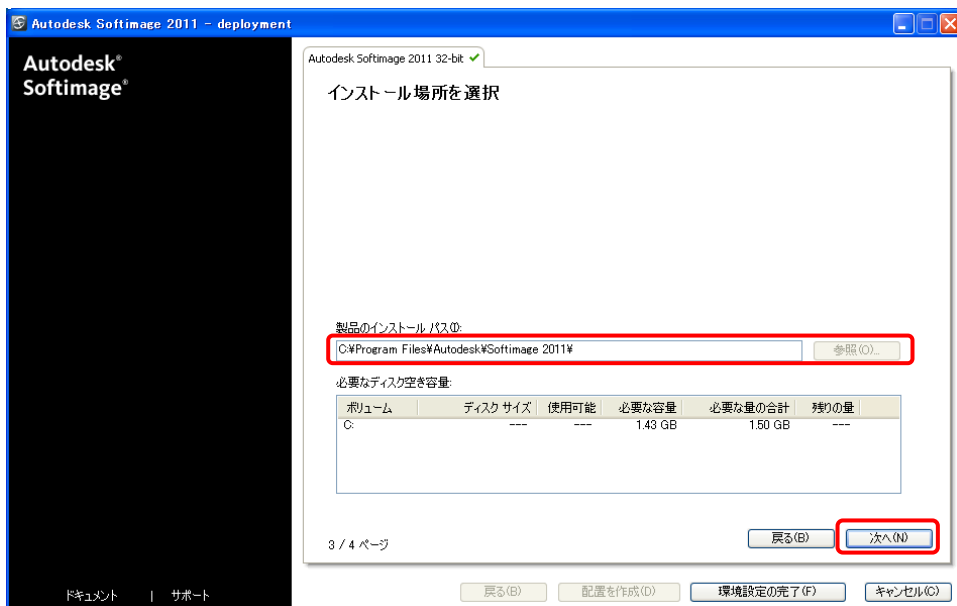 Autodesk Softimage 2011 - deployment
Autodesk®
Softimage®
Autodesk Softimage 2011 32-bit
インストール場所を選択
製品のインストール パス(I):
C:¥Program Files¥Autodesk¥Softimage 2011¥
参照(O)...
必要なディスク空き容量:
ボリューム ディスク サイズ 使用可能 必要な容量 必要な量の合計 残りの量
C: --- --- 1.43 GB 1.50 GB ---
戻る(B) 次へ(N)
3 / 4 ページ
ドキュメント | サポート
戻る(B) 配置を作成(D) 環境設定の完了(F) キャンセル(C)